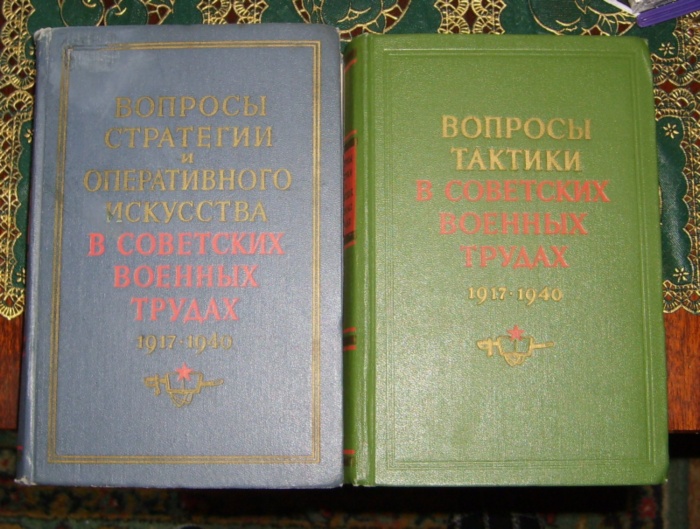 ВОПРОСЫ
СТРАТЕГИИ
и
ОПЕРАТИВНОГО
ИСКУССТВА
В СОВЕТСКИХ
ВОЕННЫХ
ТРУДАХ
1917·1940
ВОПРОСЫ
ТАКТИКИ
В СОВЕТСКИХ
ВОЕННЫХ
ТРУДАХ
1917·1940